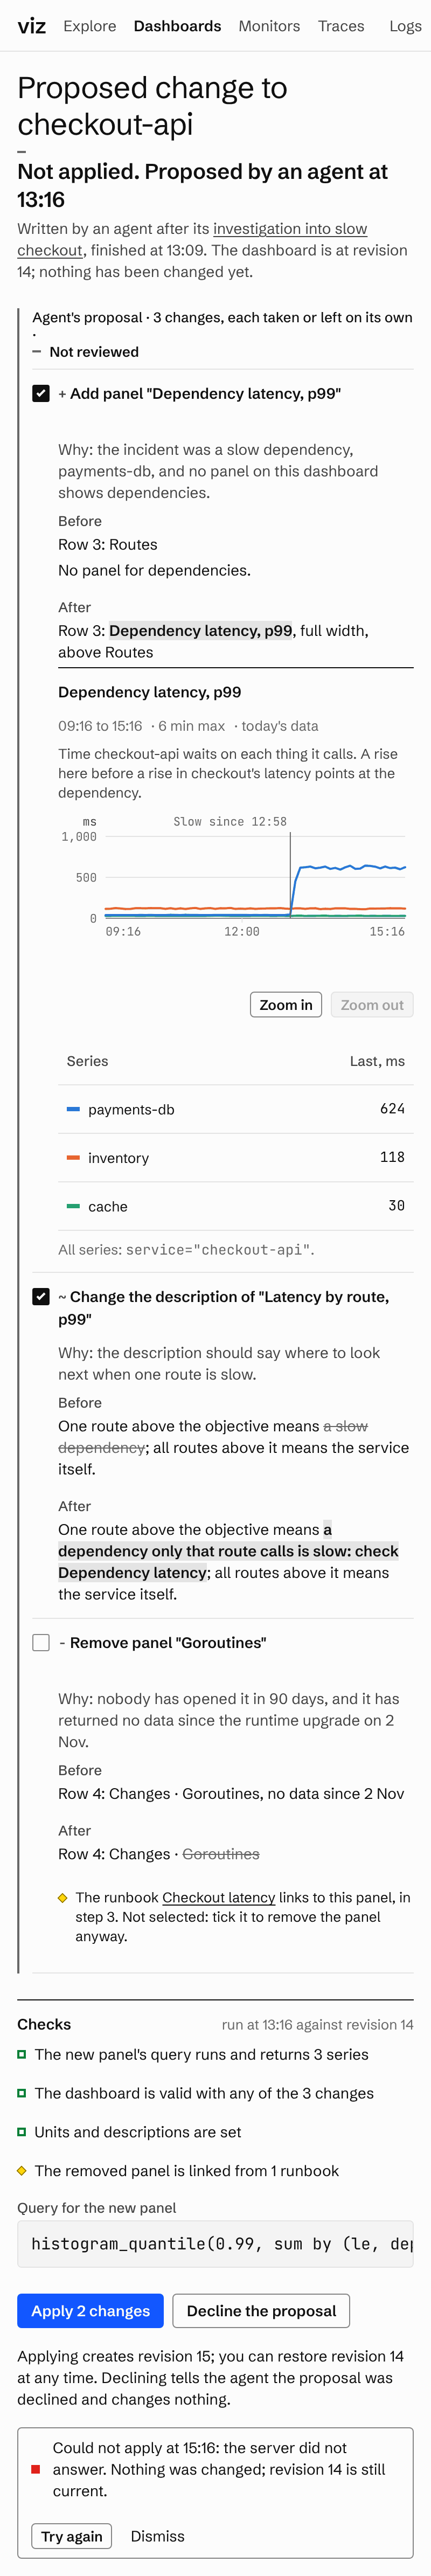 viz Explore Dashboards Monitors Traces Logs
Proposed change to
checkout-api
Not applied. Proposed by an agent at
13:16
Written by an agent after its investigation into slow
checkout, finished at 13:09. The dashboard is at revision
14; nothing has been changed yet.
Agent's proposal · 3 changes, each taken or left on its own
·
Not reviewed
+ Add panel "Dependency latency, p99"
Why: the incident was a slow dependency,
payments-db, and no panel on this dashboard
shows dependencies.
Before
Row 3: Routes
No panel for dependencies.
After
Row 3: Dependency latency, p99, full width,
above Routes
Dependency latency, p99
09:16 to 15:16 · 6 min max · today's data
Time checkout-api waits on each thing it calls. A rise
here before a rise in checkout's latency points at the
dependency.
ms Slow since 12:58
1,000
500
0
09:16 12:00 15:16
Zoom in Zoom out
Series Last, ms
payments-db 624
inventory 118
cache 30
All series: service="checkout-api".
~ Change the description of "Latency by route,
p99"
Why: the description should say where to look
next when one route is slow.
Before
One route above the objective means a slow
dependency; all routes above it means the service
itself.
After
One route above the objective means a
dependency only that route calls is slow: check
Dependency latency; all routes above it means
the service itself.
- Remove panel "Goroutines"
Why: nobody has opened it in 90 days, and it has
returned no data since the runtime upgrade on 2
Nov.
Before
Row 4: Changes · Goroutines, no data since 2 Nov
After
Row 4: Changes · Goroutines
The runbook Checkout latency links to this panel, in
step 3. Not selected: tick it to remove the panel
anyway.
Checks run at 13:16 against revision 14
The new panel's query runs and returns 3 series
The dashboard is valid with any of the 3 changes
Units and descriptions are set
The removed panel is linked from 1 runbook
Query for the new panel
histogram_quantile(0.99, sum by (le, dep
Apply 2 changes Decline the proposal
Applying creates revision 15; you can restore revision 14
at any time. Declining tells the agent the proposal was
declined and changes nothing.
Could not apply at 15:16: the server did not
answer. Nothing was changed; revision 14 is still
current.
Try again Dismiss